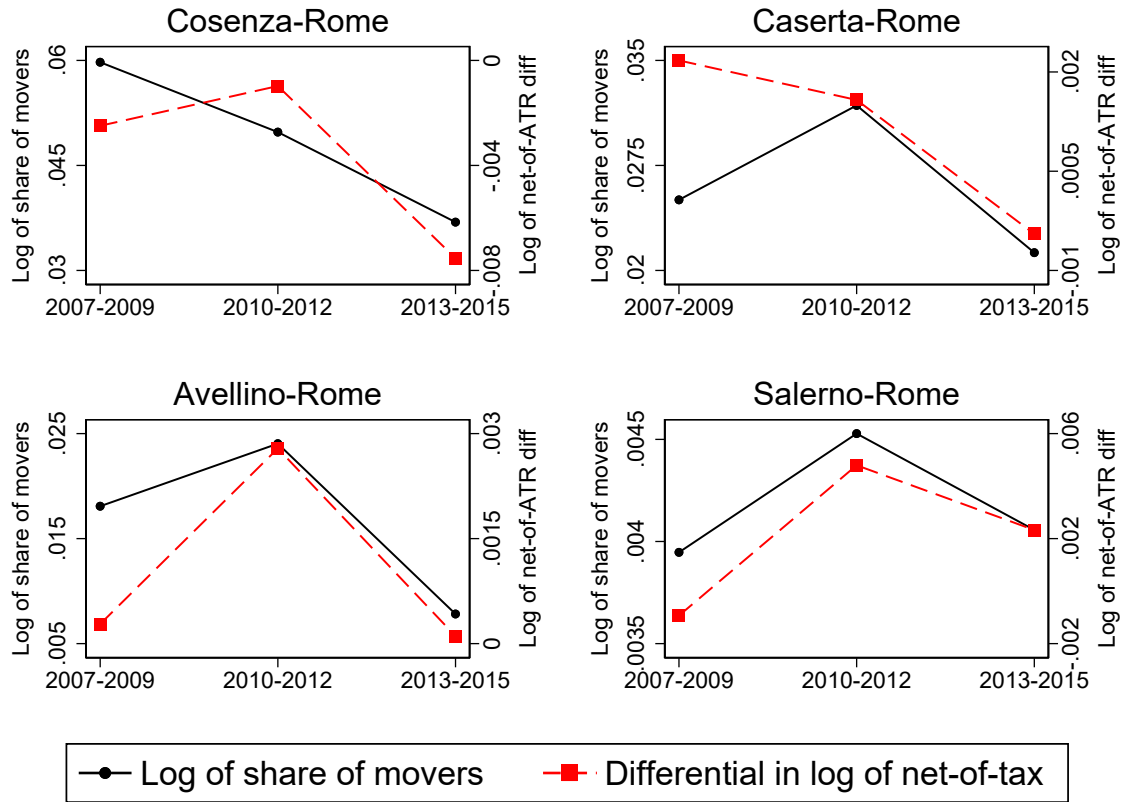 Cosenza-Rome
Log of share of movers
.06
.045
.03
0
-.004
-.008
Log of net-of-ATR diff
2007-2009 2010-2012 2013-2015
Caserta-Rome
Log of share of movers
.035
.0275
.02
.002
.0005
-.001
Log of net-of-ATR diff
2007-2009 2010-2012 2013-2015
Avellino-Rome
Log of share of movers
.025
.015
.005
.003
.0015
0
Log of net-of-ATR diff
2007-2009 2010-2012 2013-2015
Salerno-Rome
Log of share of movers
.0045
.004
.0035
.006
.002
-.002
Log of net-of-ATR diff
2007-2009 2010-2012 2013-2015
Log of share of movers
Differential in log of net-of-tax